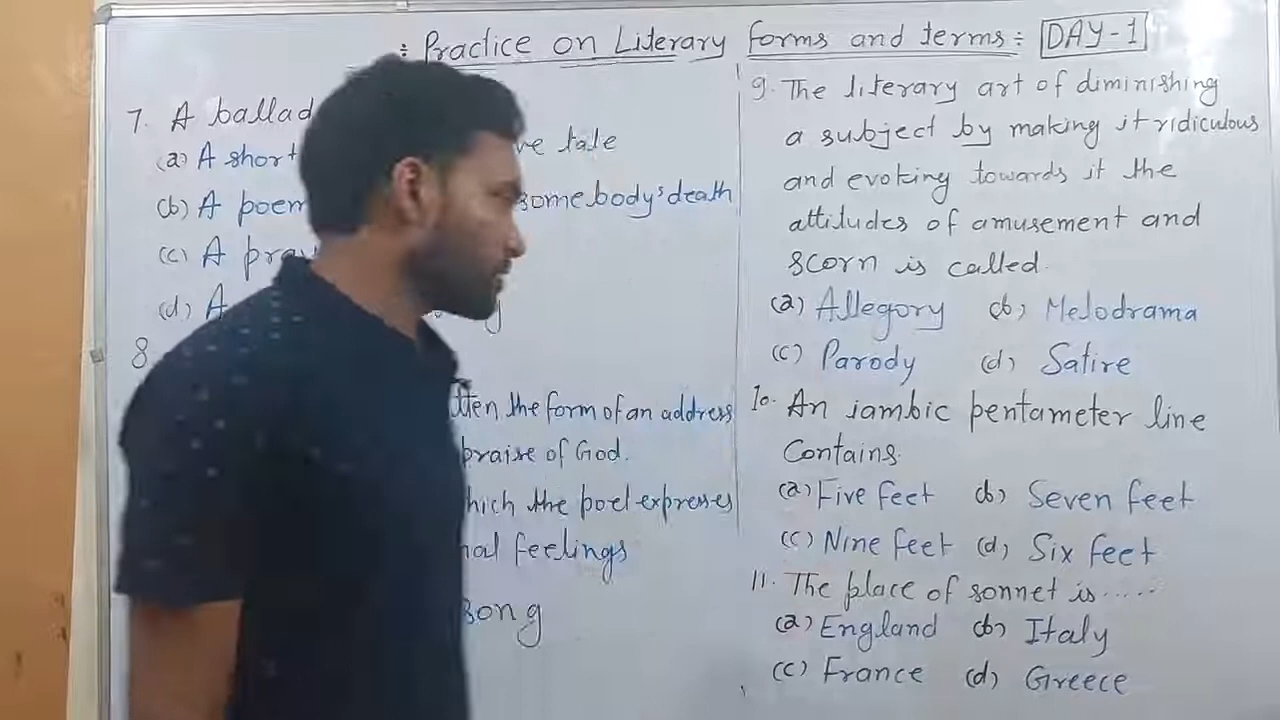 : Practice on Literary forms and terms : DAY-1
7. A ballad
(a) A short ve tale
(b) A poem somebody's death
(c) A pray
(d) A
8.
tten the form of an address
praise of God.
hich the poet expresses
nal feelings
song
9. The literary art of diminishing
a subject by making it ridiculous
and evoking towards it the
attitudes of amusement and
scorn is called.
(a) Allegory (b) Melodrama
(c) Parody (d) Satire
10. An iambic pentameter line
Contains.
(a) Five feet (b) Seven feet
(c) Nine feet (d) Six feet
11. The place of sonnet is.....
(a) England (b) Italy
(c) France (d) Greece